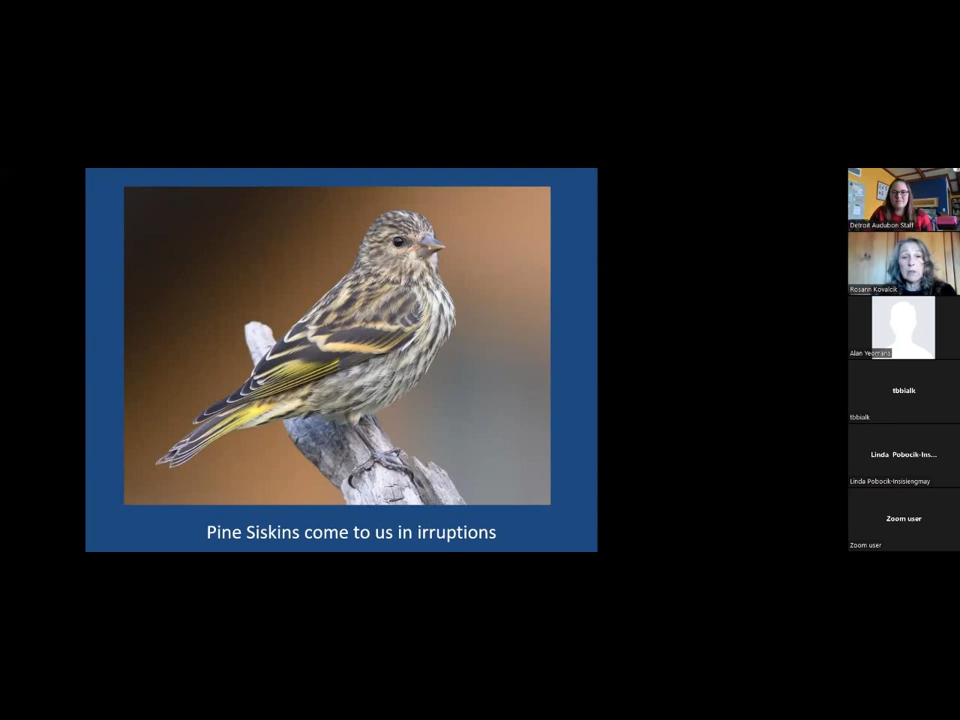 Pine Siskins come to us in irruptions
Detroit Audubon Staff
Rosann Kovalcik
Alan Yeomans
tbbialk
tbbialk
Linda Pobocik-Ins...
Linda Pobocik-Insisiengmay
Zoom user
Zoom user